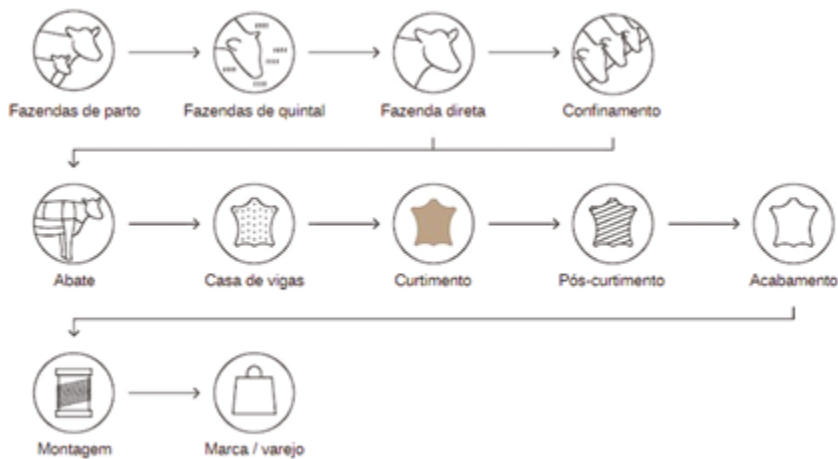 Fazendas de parto
Fazendas de quintal
Fazenda direta
Confinamento
Abate
Casa de vigas
Curtimento
Pós-curtimento
Acabamento
Montagem
Marca / varejo